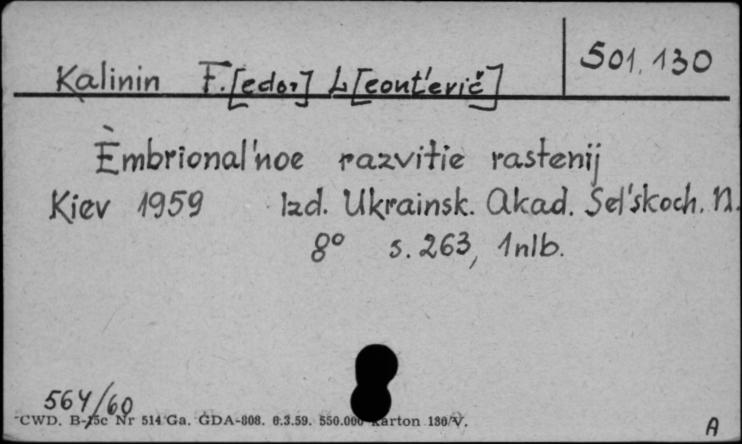 501.130
Kalinin F.[edor] L[eont'evič]
Èmbrional'noe razvitie rastenij
Kiev 1959 Izd. Ukrainsk. Akad. Sel'skoch. N.
8° s. 263, 1nlb.
564/60
CWD. B-15c Nr 514 Ga. GDA-808. 6.3.59. 550.000 Karton 180/V.
A